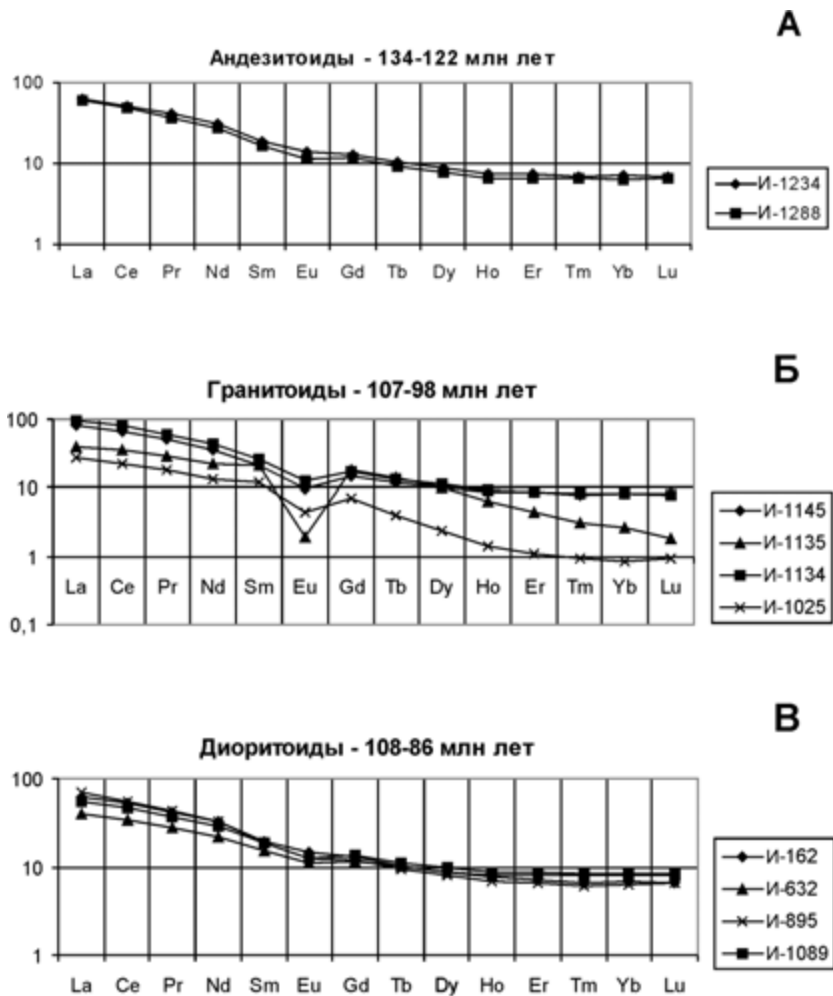 А
Андезитоиды - 134-122 млн лет
100
10
1
La Ce Pr Nd Sm Eu Gd Tb Dy Ho Er Tm Yb Lu
И-1234
И-1288
Б
Гранитоиды - 107-98 млн лет
100
10
1
La Ce Pr Nd Sm Eu Gd Tb Dy Ho Er Tm Yb Lu
0,1
И-1145
И-1135
И-1134
И-1025
В
Диоритоиды - 108-86 млн лет
100
10
1
La Ce Pr Nd Sm Eu Gd Tb Dy Ho Er Tm Yb Lu
И-162
И-632
И-895
И-1089